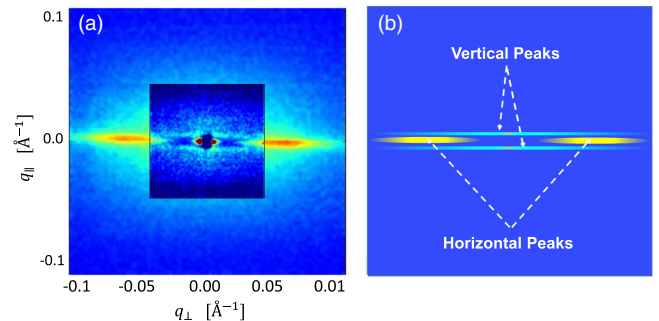 (a)
0.1
0.0
-0.1
q∥ [Å⁻¹]
-0.1
-0.05
0.00
0.05
0.01
q⊥ [Å⁻¹]
(b)
Vertical Peaks
Horizontal Peaks